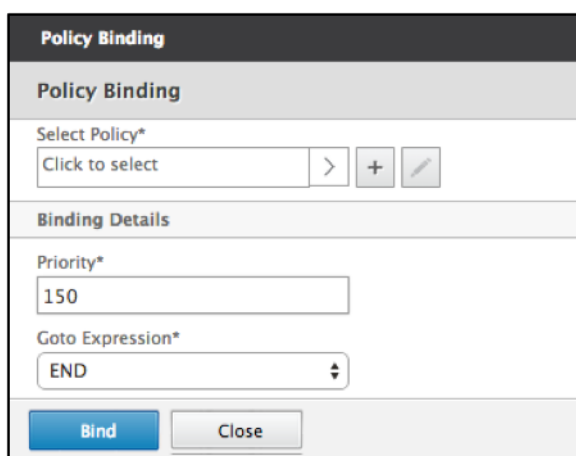 Policy Binding
Policy Binding
Select Policy*
Click to select
Binding Details
Priority*
150
Goto Expression*
END
Bind Close